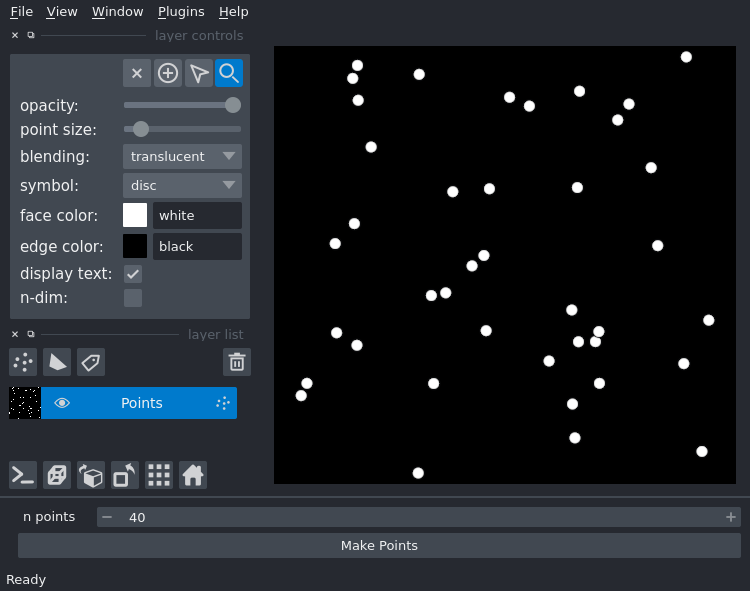 File View Window Plugins Help
layer controls
opacity:
point size:
blending: translucent
symbol: disc
face color: white
edge color: black
display text:
n-dim:
layer list
Points
n points 40
Make Points
Ready